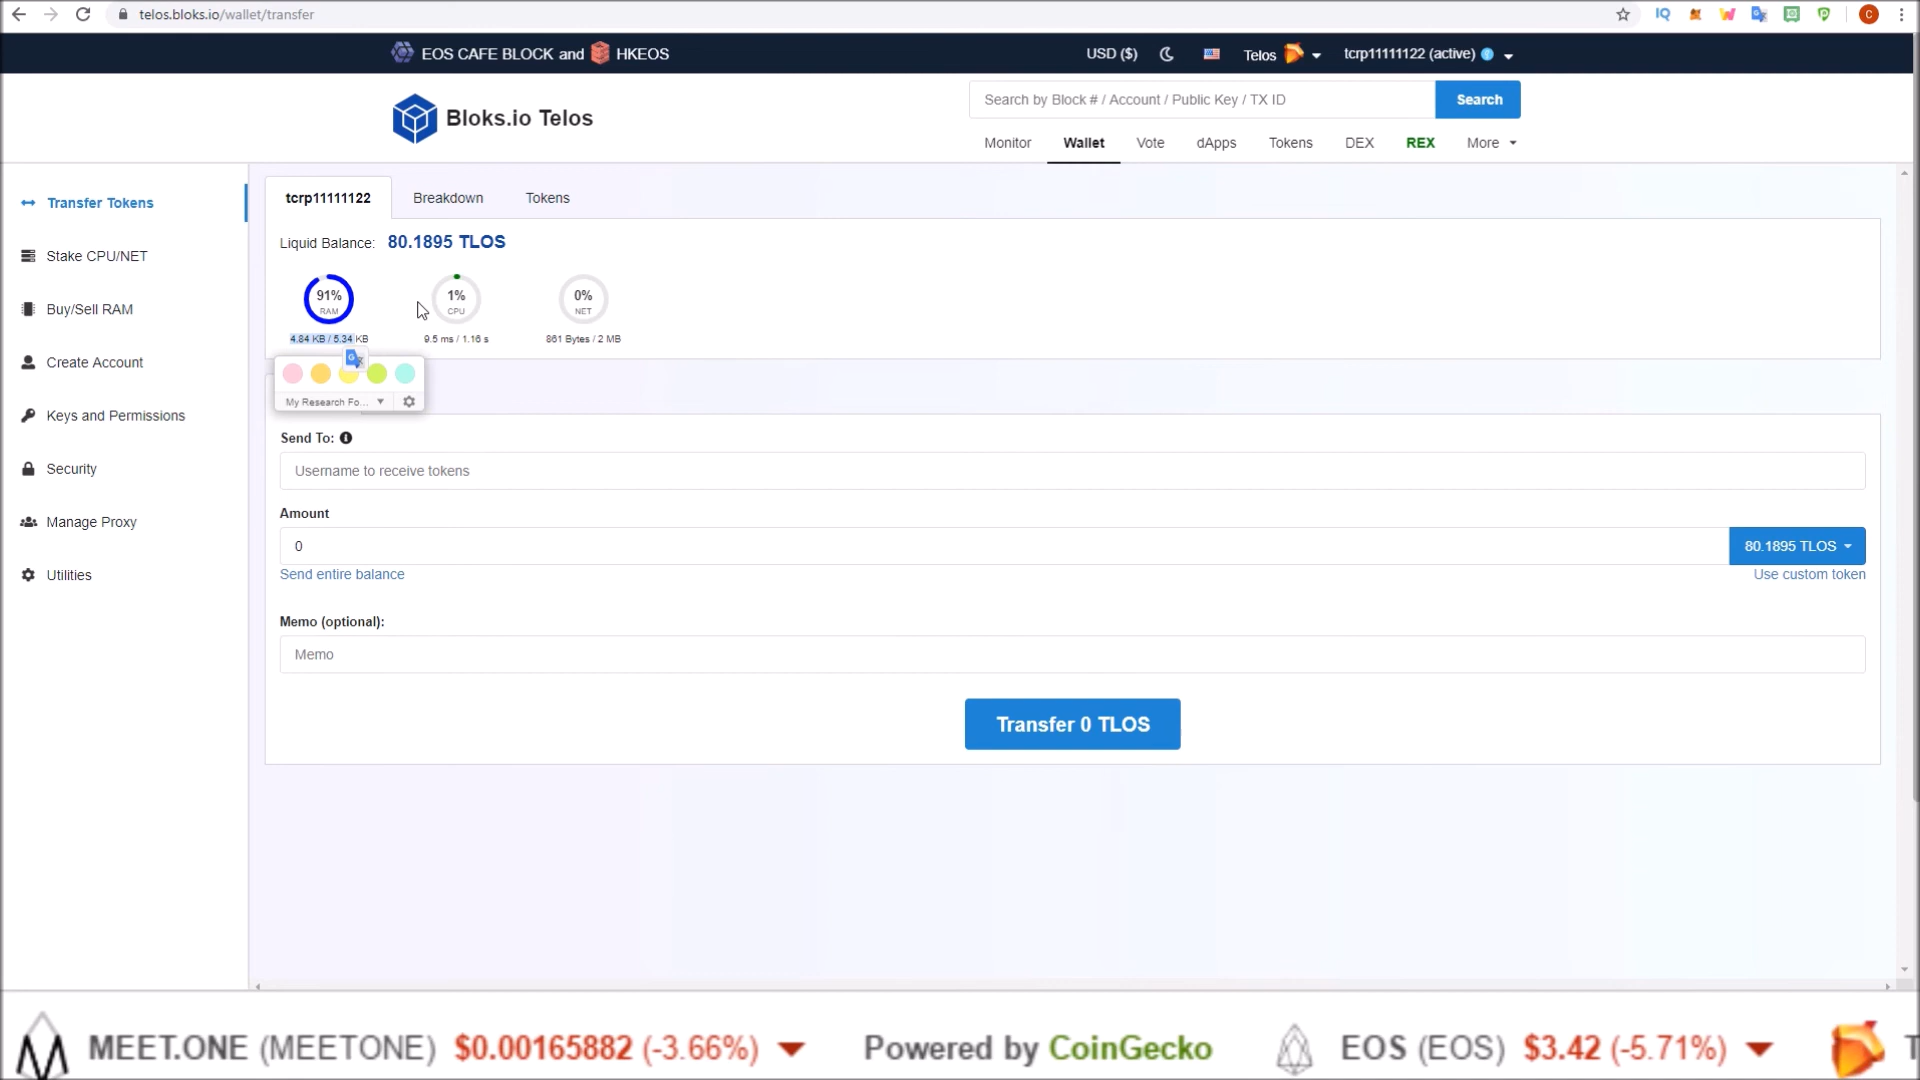 telos.bloks.io/wallet/transfer
EOS CAFE BLOCK and HKEOS
USD ($)
Telos
tcrp11111122 (active)
Bloks.io Telos
Search by Block # / Account / Public Key / TX ID
Search
Monitor
Wallet
Vote
dApps
Tokens
DEX
REX
More
Transfer Tokens
Stake CPU/NET
Buy/Sell RAM
Create Account
Keys and Permissions
Security
Manage Proxy
Utilities
tcrp11111122
Breakdown
Tokens
Liquid Balance: 80.1895 TLOS
91%
RAM
4.84 KB / 5.34 KB
1%
CPU
9.5 ms / 1.16 s
0%
NET
861 Bytes / 2 MB
My Research Fo...
Send To:
Username to receive tokens
Amount
0
80.1895 TLOS
Send entire balance
Use custom token
Memo (optional):
Memo
Transfer 0 TLOS
MEET.ONE (MEETONE) $0.00165882 (-3.66%)
Powered by CoinGecko
EOS (EOS) $3.42 (-5.71%)